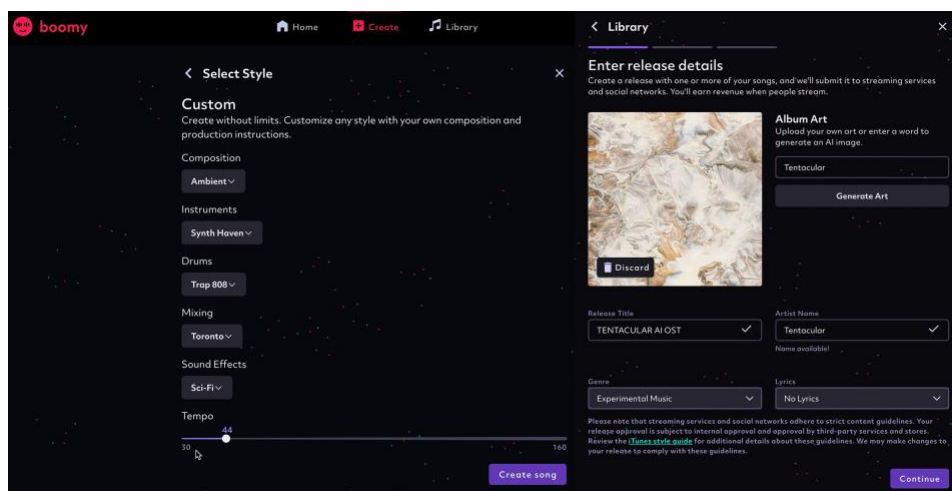 boomy
Home
Create
Library
Select Style
Custom
Create without limits. Customize any style with your own composition and
production instructions.
Composition
Ambient
Instruments
Synth Haven
Drums
Trap 808
Mixing
Toronto
Sound Effects
Sci-Fi
Tempo
44
30
160
Create song
Library
Enter release details
Create a release with one or more of your songs, and we'll submit it to streaming services
and social networks. You'll earn revenue when people stream.
Album Art
Upload your own art or enter a word to
generate an AI image.
Tentacular
Generate Art
Discard
Release Title
Artist Name
TENTACULAR AI OST
Tentacular
Name available!
Genre
Lyrics
Experimental Music
No Lyrics
Please note that streaming services and social networks adhere to strict content guidelines. Your
release approval is subject to internal approval and approval by third-party services and stores.
Review the iTunes style guide for additional details about these guidelines. We may make changes to
your release to comply with these guidelines.
Continue